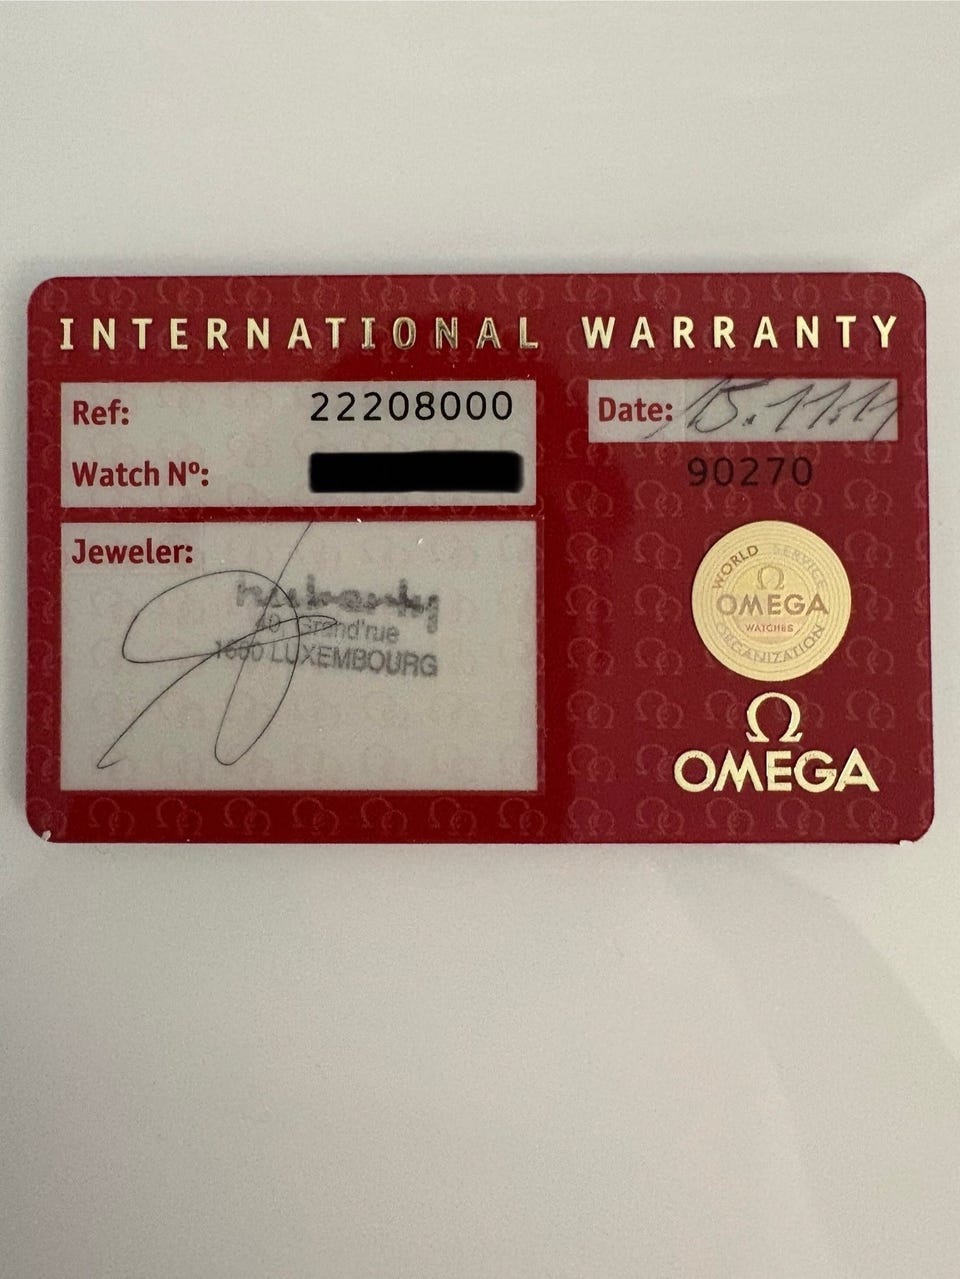 INTERNATIONAL WARRANTY
Ref: 22208000
Watch Nº:
Date: 15.11.11
90270
Jeweler:
Grand'rue
LUXEMBOURG
WORLD SERVICE
Ω
OMEGA
WATCHES
ORGANIZATION
Ω
OMEGA